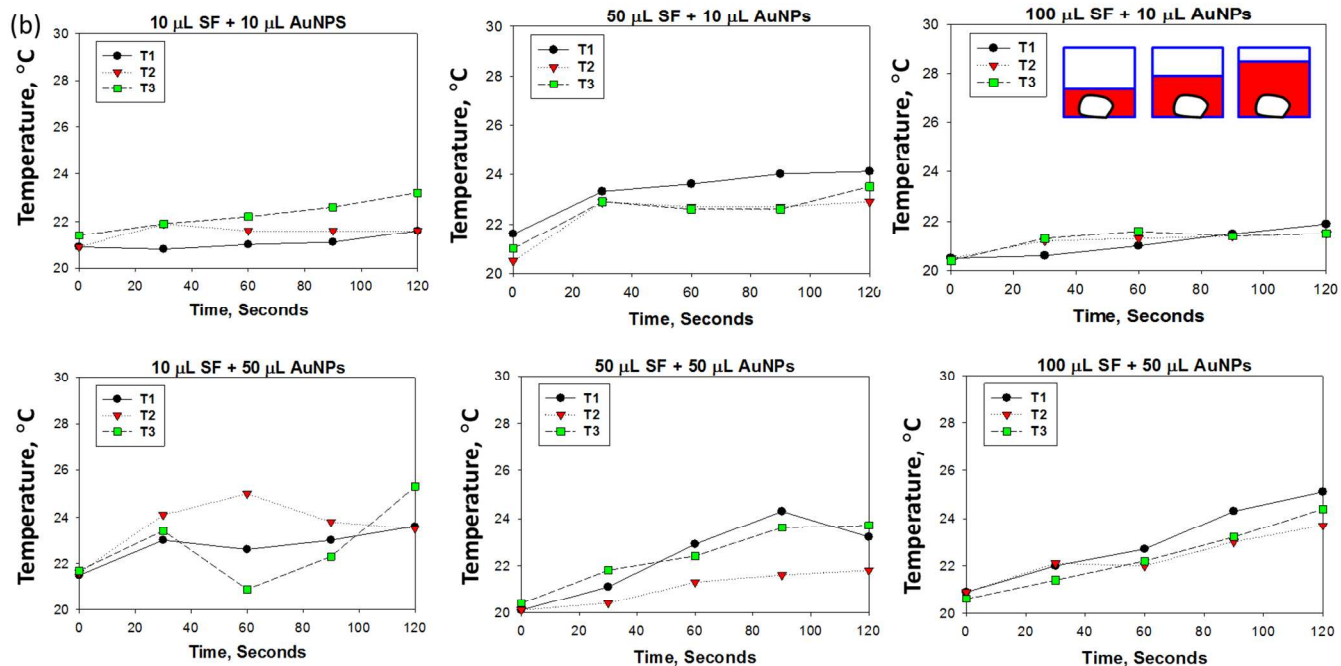 (b)
10 μL SF + 10 μL AuNPS
30
28
26
24
22
20
Temperature, °C
T1
T2
T3
0 20 40 60 80 100 120
Time, Seconds
50 μL SF + 10 μL AuNPs
30
28
26
24
22
20
Temperature, °C
T1
T2
T3
0 20 40 60 80 100 120
Time, Seconds
100 μL SF + 10 μL AuNPs
30
28
26
24
22
20
Temperature, °C
T1
T2
T3
0 20 40 60 80 100 120
Time, Seconds
10 μL SF + 50 μL AuNPs
30
28
26
24
22
20
Temperature, °C
T1
T2
T3
0 20 40 60 80 100 120
Time, Seconds
50 μL SF + 50 μL AuNPs
30
28
26
24
22
20
Temperature, °C
T1
T2
T3
0 20 40 60 80 100 120
Time, Seconds
100 μL SF + 50 μL AuNPs
30
28
26
24
22
20
Temperature, °C
T1
T2
T3
0 20 40 60 80 100 120
Time, Seconds